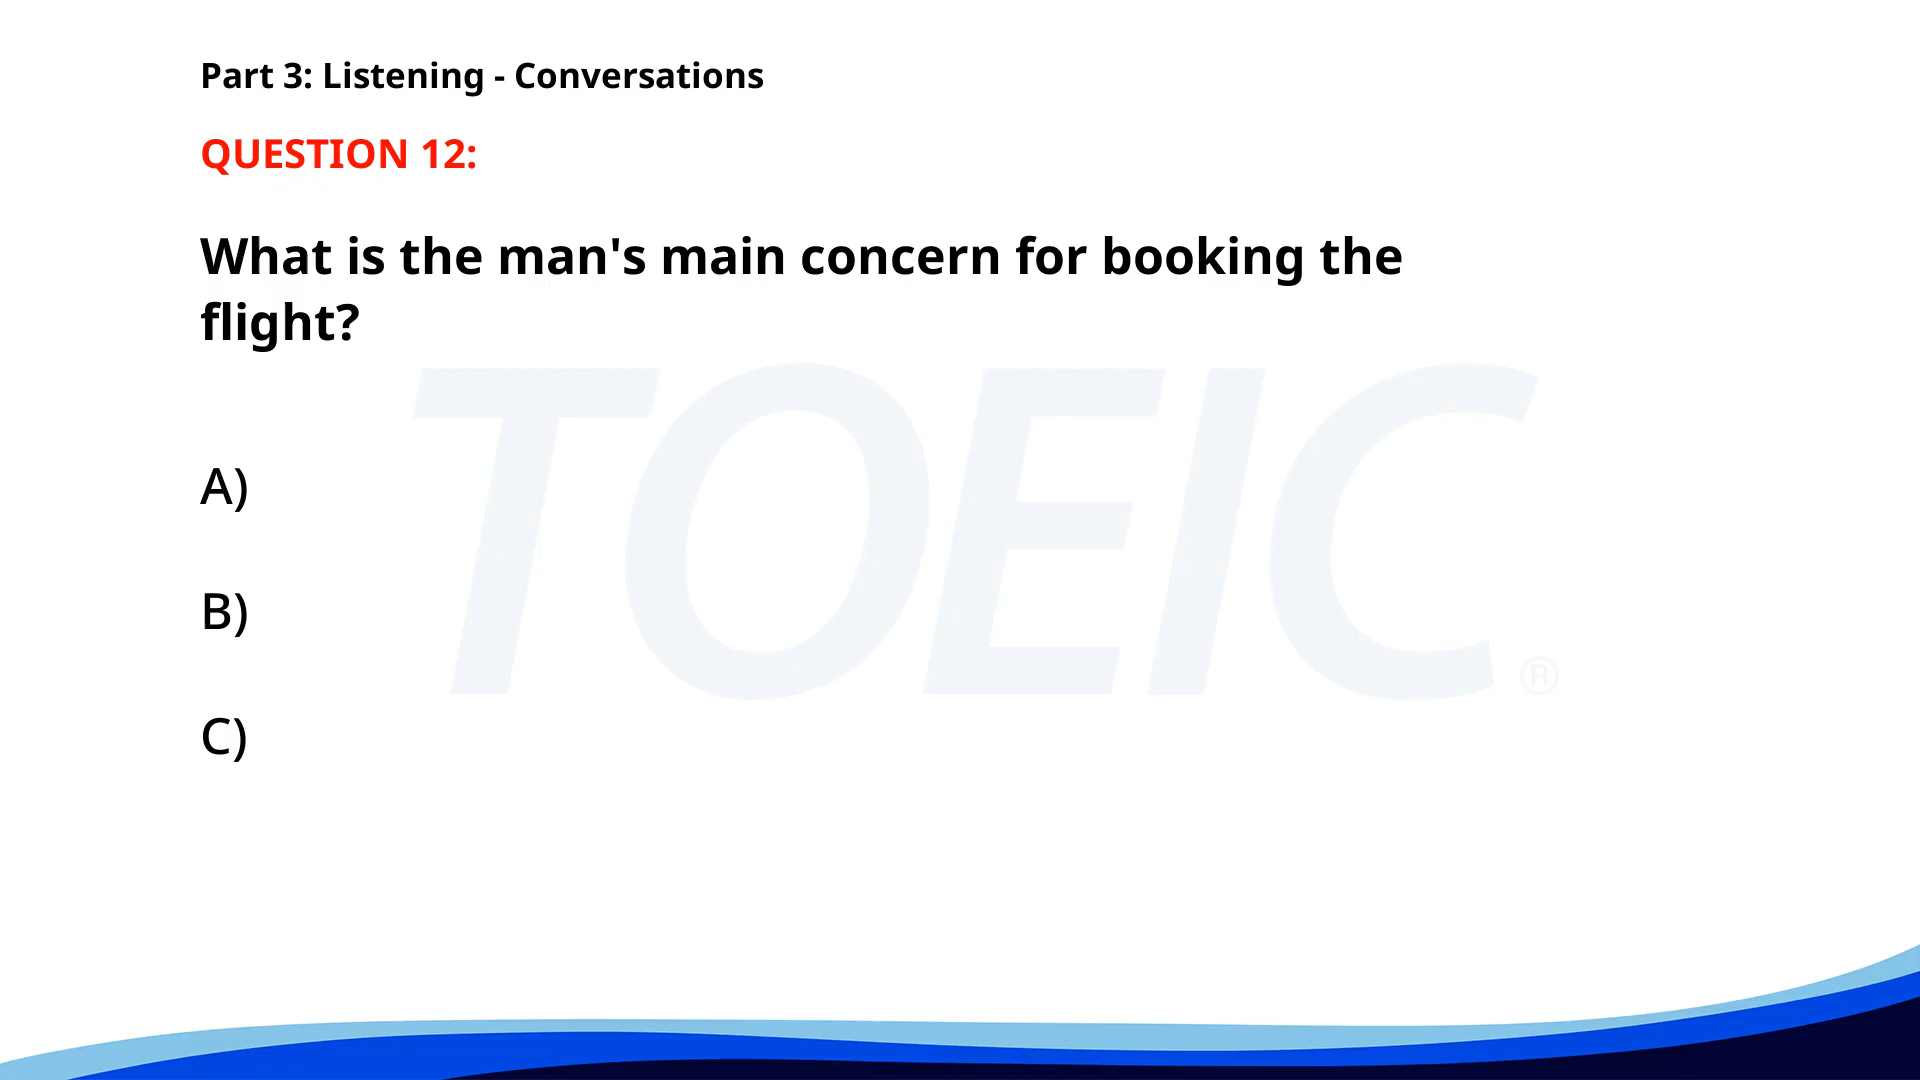 Part 3: Listening - Conversations
QUESTION 12:
What is the man's main concern for booking the
flight?
TOEIC®
A)
B)
C)